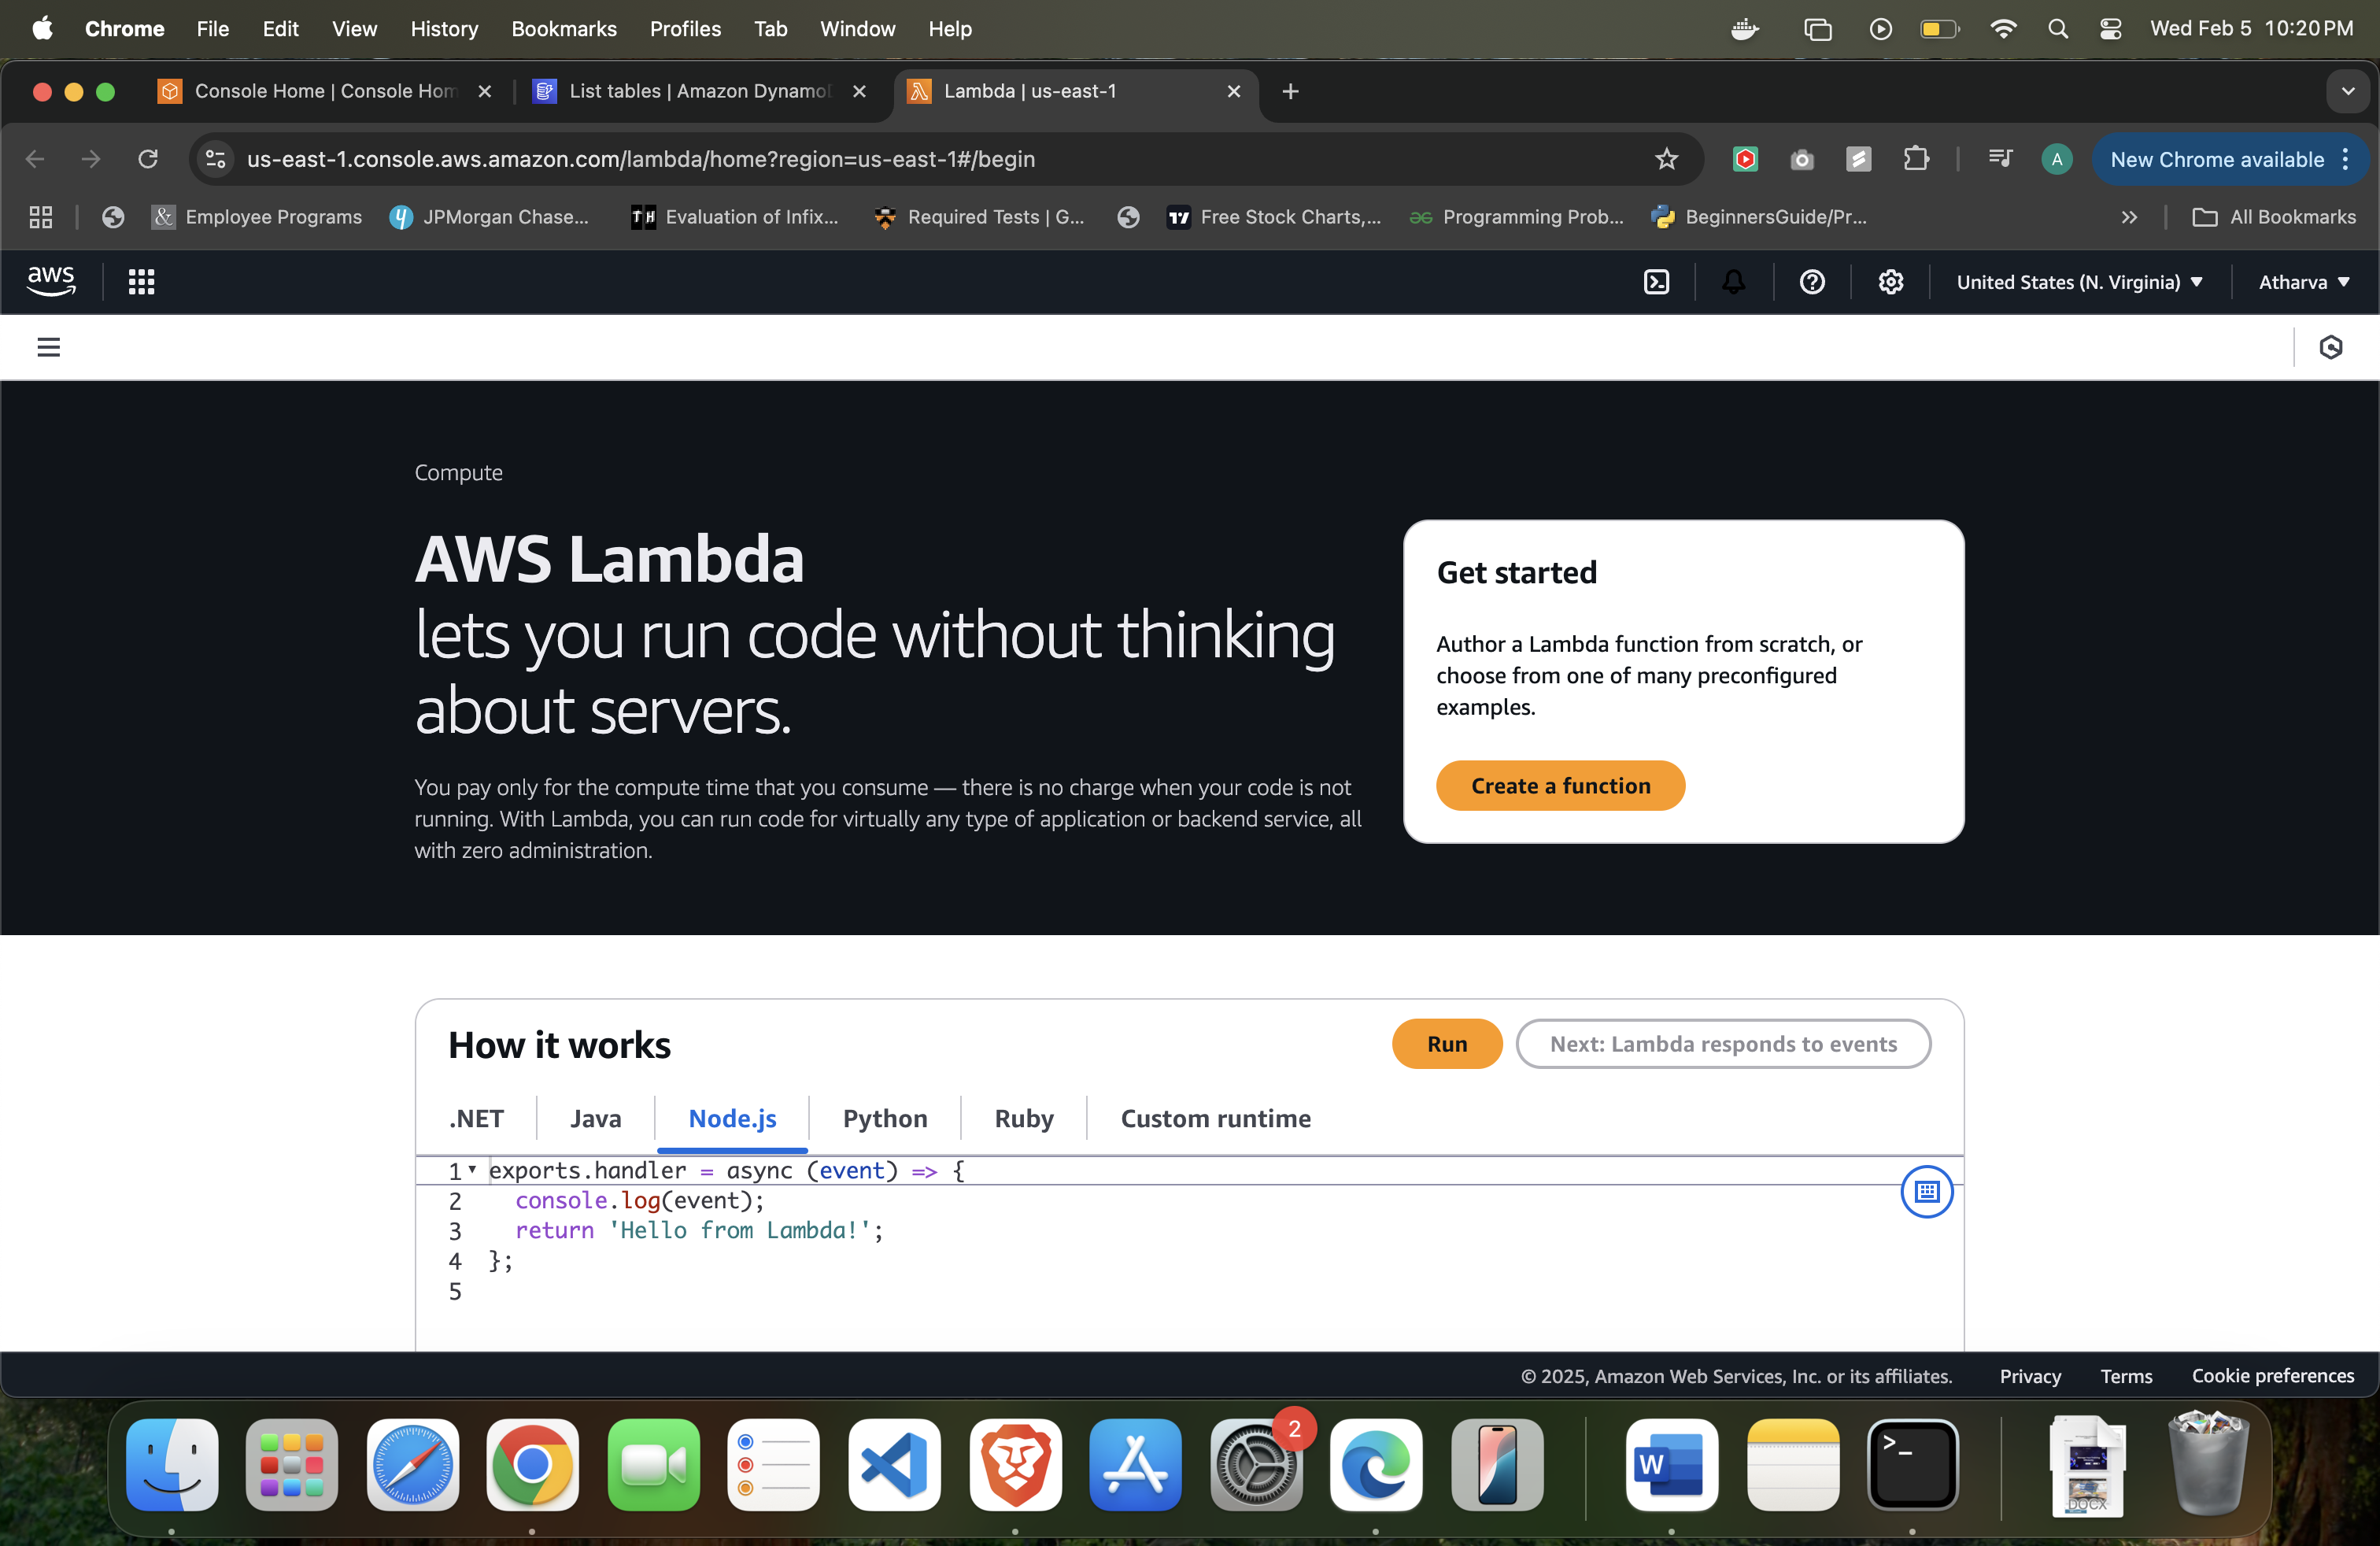 Chrome File Edit View History Bookmarks Profiles Tab Window Help Wed Feb 5 10:20 PM
Console Home | Console Hom List tables | Amazon Dynamo Lambda | us-east-1
us-east-1.console.aws.amazon.com/lambda/home?region=us-east-1#/begin A New Chrome available
& Employee Programs JPMorgan Chase... TH Evaluation of Infix... Required Tests | G... Free Stock Charts,... Programming Prob... BeginnersGuide/Pr... All Bookmarks
aws United States (N. Virginia) Atharva
Compute
AWS Lambda
lets you run code without thinking
about servers.
You pay only for the compute time that you consume — there is no charge when your code is not
running. With Lambda, you can run code for virtually any type of application or backend service, all
with zero administration.
Get started
Author a Lambda function from scratch, or
choose from one of many preconfigured
examples.
Create a function
How it works
Run Next: Lambda responds to events
.NET Java Node.js Python Ruby Custom runtime
1 exports.handler = async (event) => {
2 console.log(event);
3 return 'Hello from Lambda!';
4 };
5
© 2025, Amazon Web Services, Inc. or its affiliates. Privacy Terms Cookie preferences
2
W
>_
DOCX